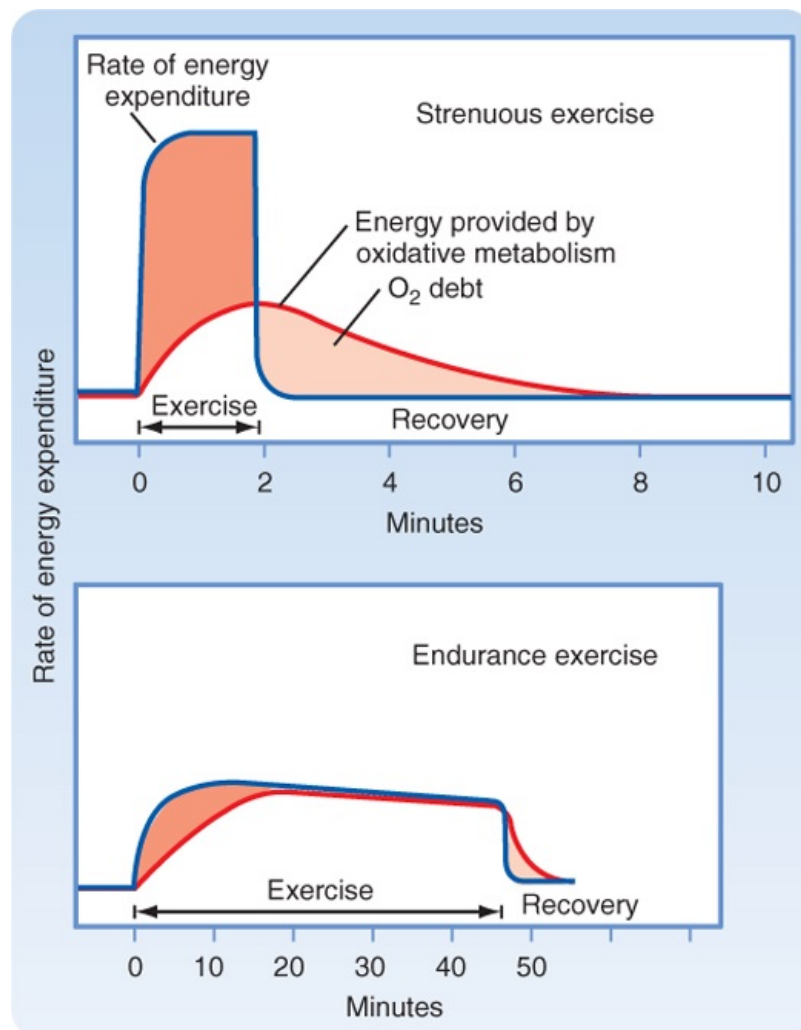 Rate of energy
expenditure
Strenuous exercise
Energy provided by
oxidative metabolism
O₂ debt
Exercise
Recovery
0 2 4 6 8 10
Minutes
Rate of energy expenditure
Endurance exercise
Exercise
Recovery
0 10 20 30 40 50
Minutes